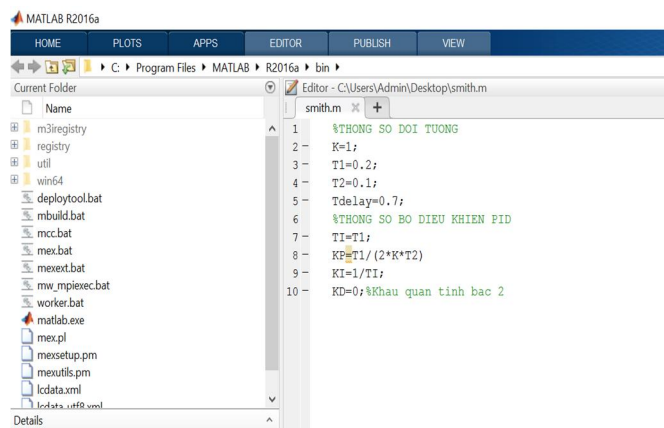 MATLAB R2016a
HOME PLOTS APPS EDITOR PUBLISH VIEW
C: Program Files MATLAB R2016a bin
Current Folder
Name
m3iregistry
registry
util
win64
deploytool.bat
mbuild.bat
mcc.bat
mex.bat
mexext.bat
mw_mpiexec.bat
worker.bat
matlab.exe
mex.pl
mexsetup.pm
mexutils.pm
lcdata.xml
lcdata_utf8.xml
Details
Editor - C:\Users\Admin\Desktop\smith.m
smith.m
1 %THONG SO DOI TUONG
2 K=1;
3 T1=0.2;
4 T2=0.1;
5 Tdelay=0.7;
6 %THONG SO BO DIEU KHIEN PID
7 TI=T1;
8 KP=T1/(2*K*T2)
9 KI=1/TI;
10 KD=0;%Khau quan tinh bac 2